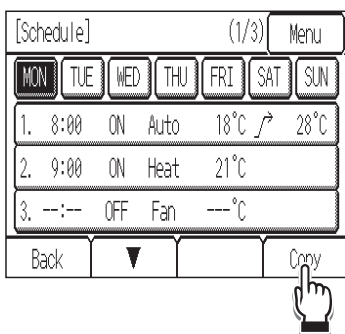 [Schedule] (1/3) Menu
MON TUE WED THU FRI SAT SUN
1. 8:00 ON Auto 18°C 28°C
2. 9:00 ON Heat 21°C
3. --:-- OFF Fan ---°C
Back ▼ Copy